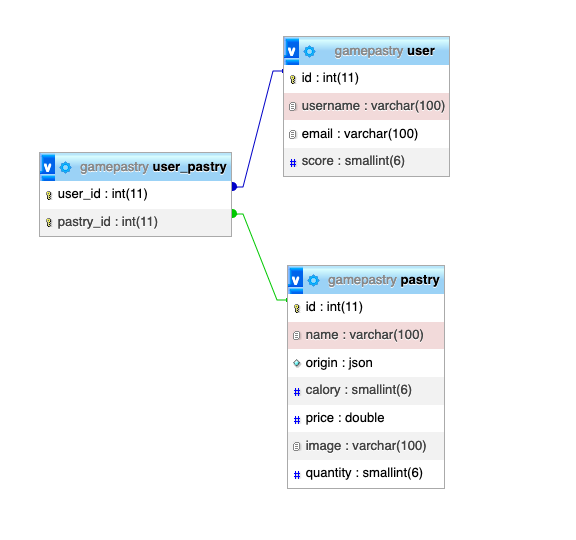 v gamepastry user
id : int(11)
username : varchar(100)
email : varchar(100)
# score : smallint(6)
v gamepastry user_pastry
user_id : int(11)
pastry_id : int(11)
v gamepastry pastry
id : int(11)
name : varchar(100)
origin : json
# calory : smallint(6)
# price : double
image : varchar(100)
# quantity : smallint(6)